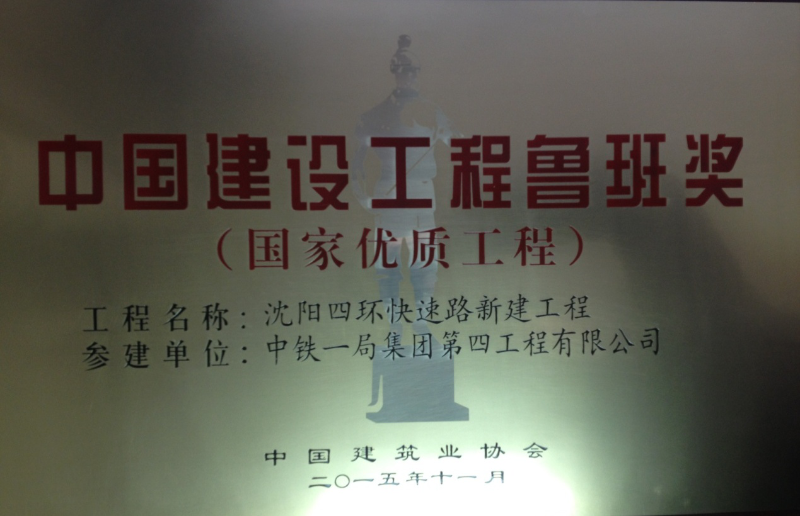 中国建设工程鲁班奖
（国家优质工程）
工程名称：沈阳四环快速路新建工程
参建单位：中铁一局集团第四工程有限公司
中国建筑业协会
二〇一五年十一月